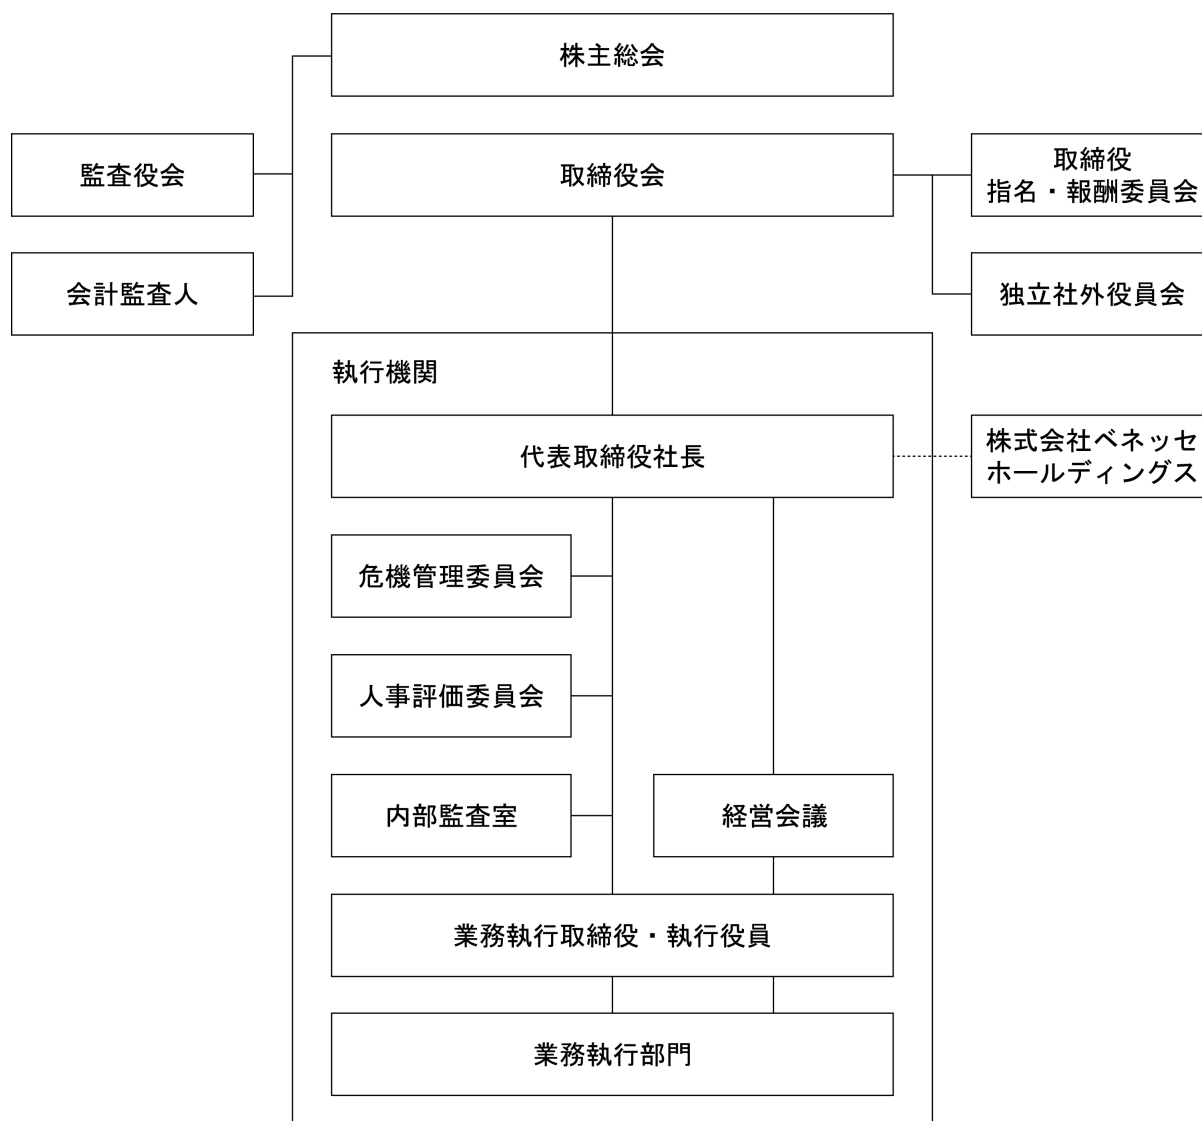 株主総会
監査役会
取締役会
取締役
指名・報酬委員会
会計監査人
独立社外役員会
執行機関
代表取締役社長
株式会社ベネッセ
ホールディングス
危機管理委員会
人事評価委員会
内部監査室
経営会議
業務執行取締役・執行役員
業務執行部門